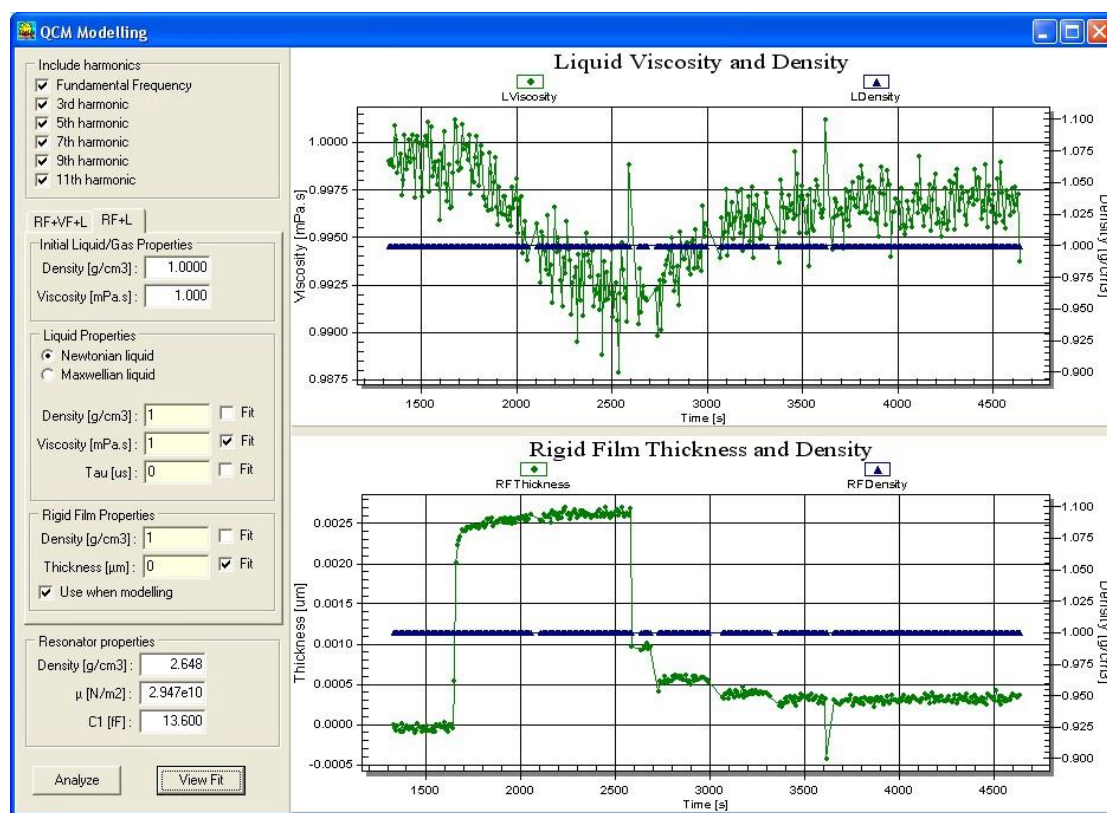 QCM Modelling
Include harmonics
Fundamental Frequency
3rd harmonic
5th harmonic
7th harmonic
9th harmonic
11th harmonic
RF+VF+L RF+L
Initial Liquid/Gas Properties
Density [g/cm3] : 1.0000
Viscosity [mPa.s] : 1.000
Liquid Properties
Newtonian liquid
Maxwellian liquid
Density [g/cm3] : 1 Fit
Viscosity [mPa.s] : 1 Fit
Tau [us] : 0 Fit
Rigid Film Properties
Density [g/cm3] : 1 Fit
Thickness [µm] : 0 Fit
Use when modelling
Resonator properties
Density [g/cm3] : 2.648
µ [N/m2] : 2.947e10
C1 [fF] : 13.600
Analyze View Fit
Liquid Viscosity and Density
LViscosity LDensity
Viscosity [mPa.s]
1.0000
0.9975
0.9950
0.9925
0.9900
0.9875
1500 2000 2500 3000 3500 4000 4500
Time [s]
1.100
1.075
1.050
1.025
1.000
0.975
0.950
0.925
0.900
Density [g/cm3]
Rigid Film Thickness and Density
RFThickness RFDensity
Thickness [um]
0.0025
0.0020
0.0015
0.0010
0.0005
0.0000
-0.0005
1500 2000 2500 3000 3500 4000 4500
Time [s]
1.100
1.075
1.050
1.025
1.000
0.975
0.950
0.925
0.900
Density [g/cm3]